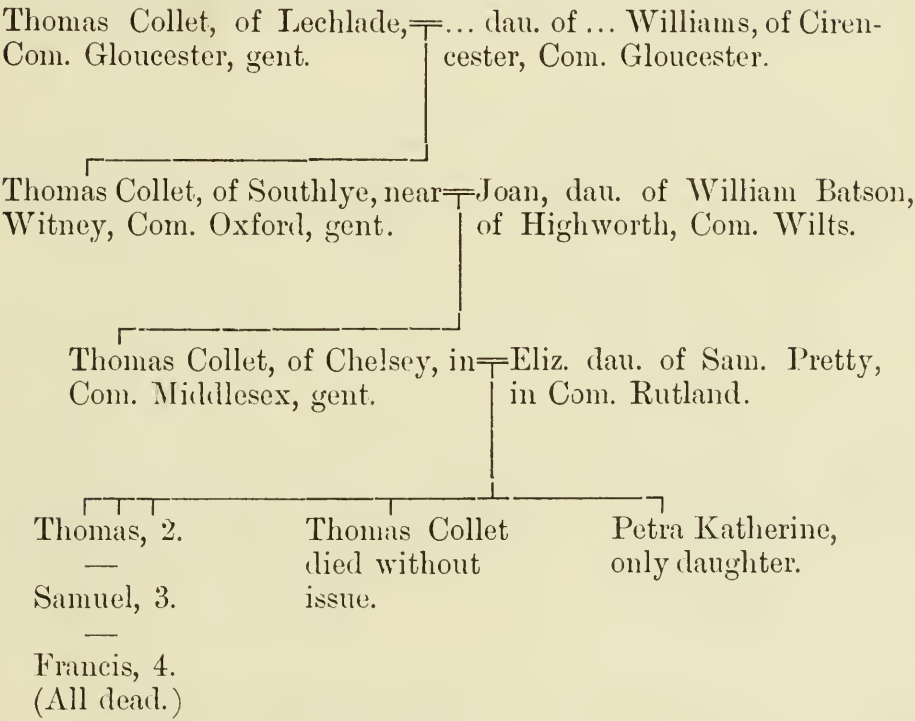 Thomas Collet, of Lechlade,
Com. Gloucester, gent.
... dau. of ... Williams, of Ciren-
cester, Com. Gloucester.
Thomas Collet, of Southlye, near
Witney, Com. Oxford, gent.
Joan, dau. of William Batson,
of Highworth, Com. Wilts.
Thomas Collet, of Chelsey, in
Com. Middlesex, gent.
Eliz. dau. of Sam. Pretty,
in Com. Rutland.
Thomas, 2.
—
Samuel, 3.
—
Francis, 4.
(All dead.)
Thomas Collet
died without
issue.
Petra Katherine,
only daughter.